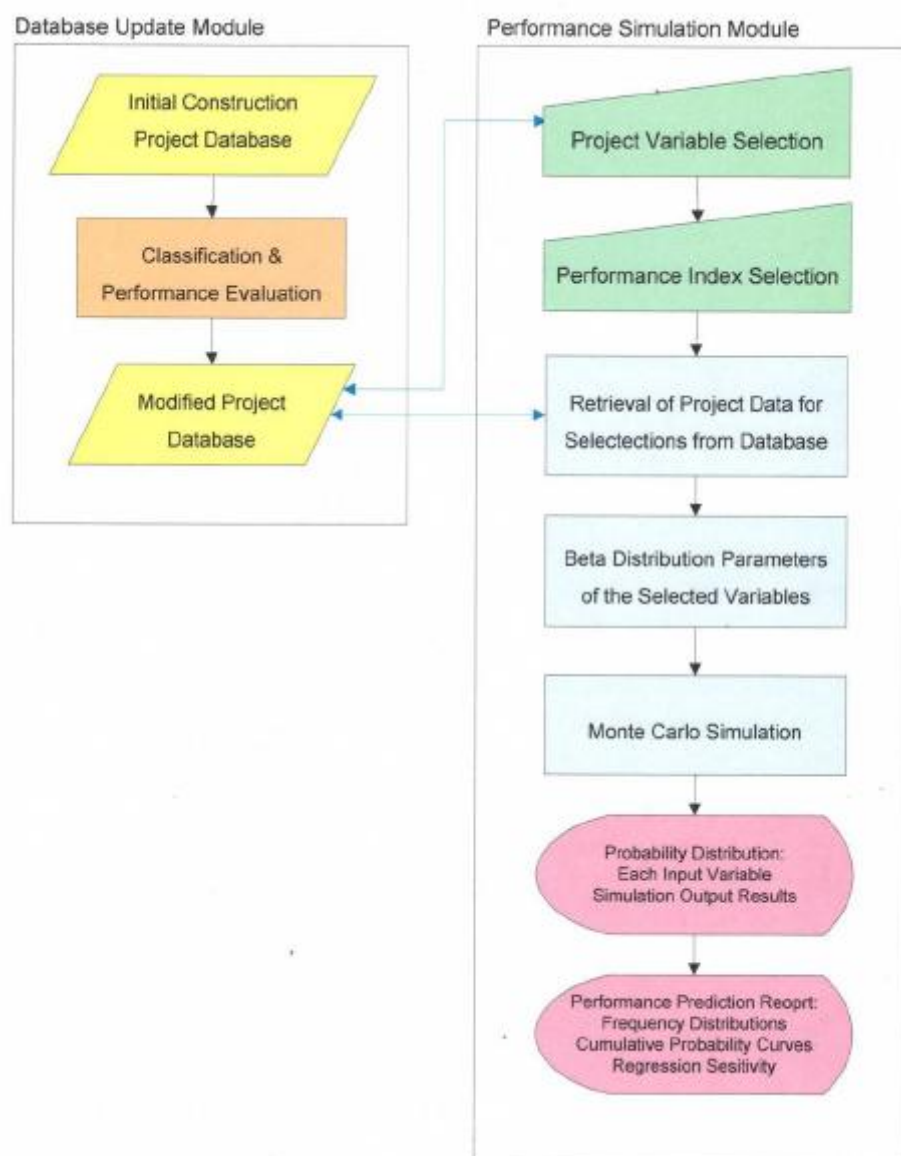 Database Update Module
Initial Construction
Project Database
Classification &
Performance Evaluation
Modified Project
Database
Performance Simulation Module
Project Variable Selection
Performance Index Selection
Retrieval of Project Data for
Selectections from Database
Beta Distribution Parameters
of the Selected Variables
Monte Carlo Simulation
Probability Distribution:
Each Input Variable
Simulation Output Results
Performance Prediction Reoprt:
Frequency Distributions
Cumulative Probability Curves
Regression Sesitivity